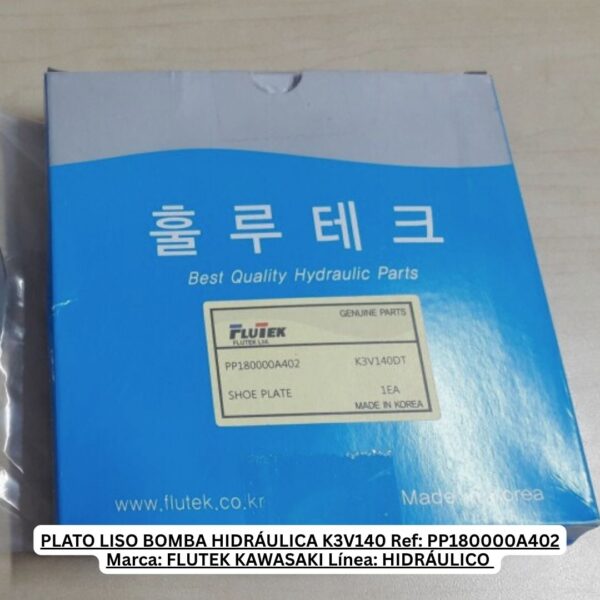 훌루테크
Best Quality Hydraulic Parts
GENUINE PARTS
FLUTEK
FLUTEK Ltd.
PP180000A402 K3V140DT
SHOE PLATE 1EA
MADE IN KOREA
www.flutek.co.kr Made in Korea
PLATO LISO BOMBA HIDRÁULICA K3V140 Ref: PP180000A402
Marca: FLUTEK KAWASAKI Línea: HIDRÁULICO